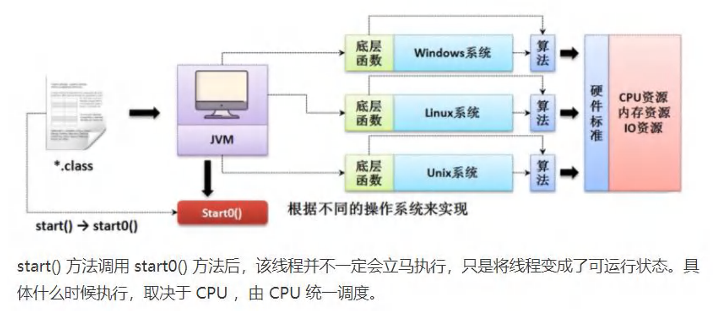 底层函数
Windows系统
算法
底层函数
Linux系统
算法
底层函数
Unix系统
算法
硬件标准
CPU资源
内存资源
IO资源
JVM
*.class
start() → start0()
Start0()
根据不同的操作系统来实现
start() 方法调用 start0() 方法后，该线程并不一定会立马执行，只是将线程变成了可运行状态。具
体什么时候执行，取决于 CPU ，由 CPU 统一调度。